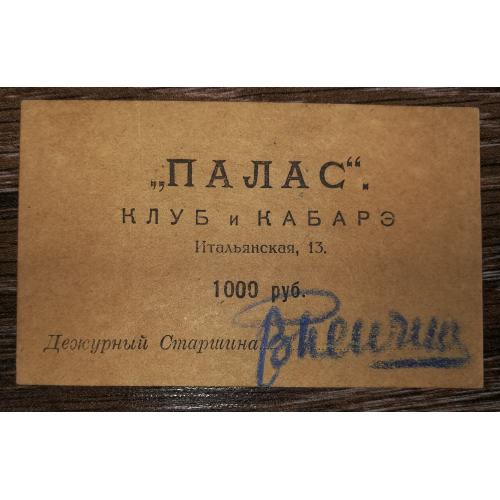 „ПАЛАС“.
КЛУБ и КАБАРЭ
Итальянская, 13.
1000 руб.
Дежурный Старшина